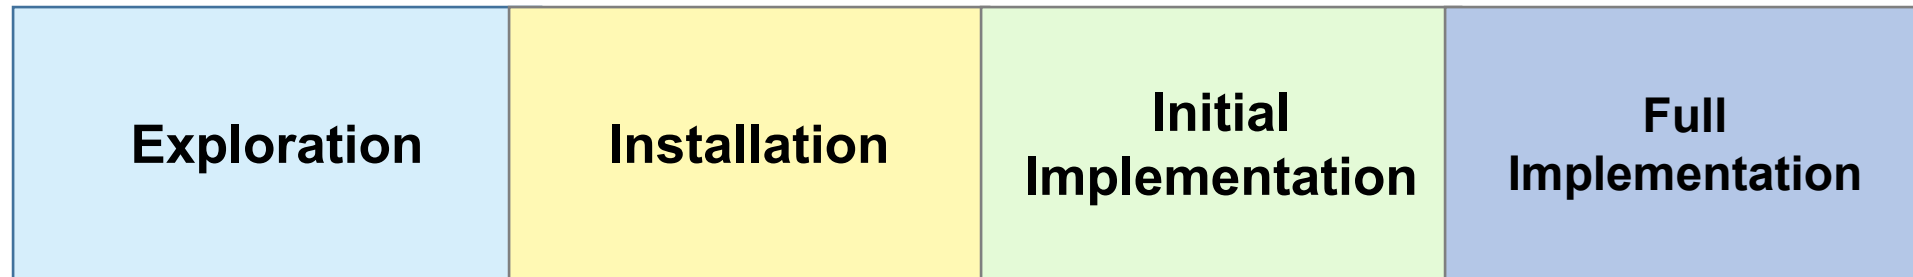 Exploration
Installation
Initial
Implementation
Full
Implementation